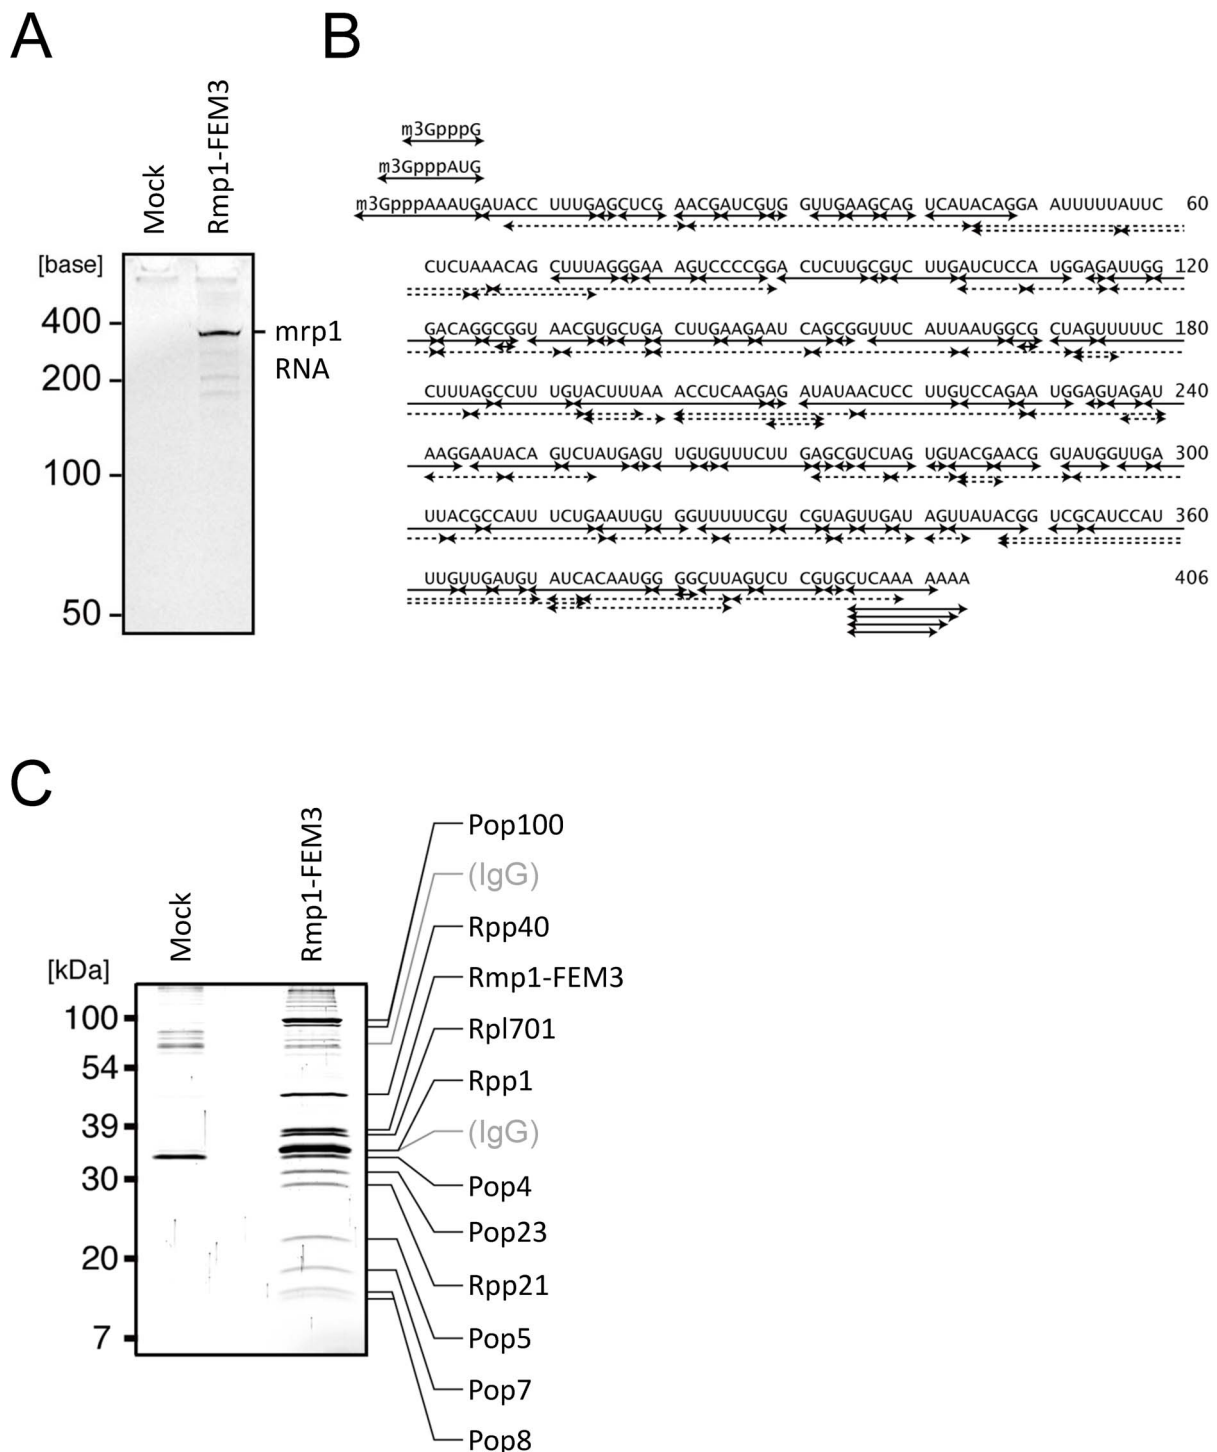 A
Mock
Rmp1-FEM3
[base]
400
200
100
50
mrp1
RNA
B
m3GpppG
m3GpppAUG
m3GpppAAAUGAUACC UUUGAGCUCG AACGAUCGUG GUUGAAGCAG UCAUACAGGA AUUUUUAUUC 60
CUCUAAACAG CUUUAGGGAA AGUCCCCGGA CUCUUGCGUC UUGAUCUCCA UGGAGAUUGG 120
GACAGGCGGU AACGUGCUGA CUUGAAGAAU CAGCGGUUUC AUUAAUGGCG CUAGUUUUUC 180
CUUUAGCCUU UGUACUUUAA ACCUCAAGAG AUAUAACUCC UUGUCCAGAA UGGAGUAGAU 240
AAGGAAUACA GUCUAUGAGU UGUGUUUCUU GAGCGUCUAG UGUACGAACG GUAUGGUUGA 300
UUACGCCAUU UCUGAAUUGU GGUUUUUCGU CGUAGUUGAU AGUUAUACGG UCGCAUCCAU 360
UUGUUGAUGU AUCACAAUGG GGCUUAGUCU CGUGCUCAAA AAAA 406
C
Mock
Rmp1-FEM3
[kDa]
100
54
39
30
20
7
Pop100
(IgG)
Rpp40
Rmp1-FEM3
Rpl701
Rpp1
(IgG)
Pop4
Pop23
Rpp21
Pop5
Pop7
Pop8